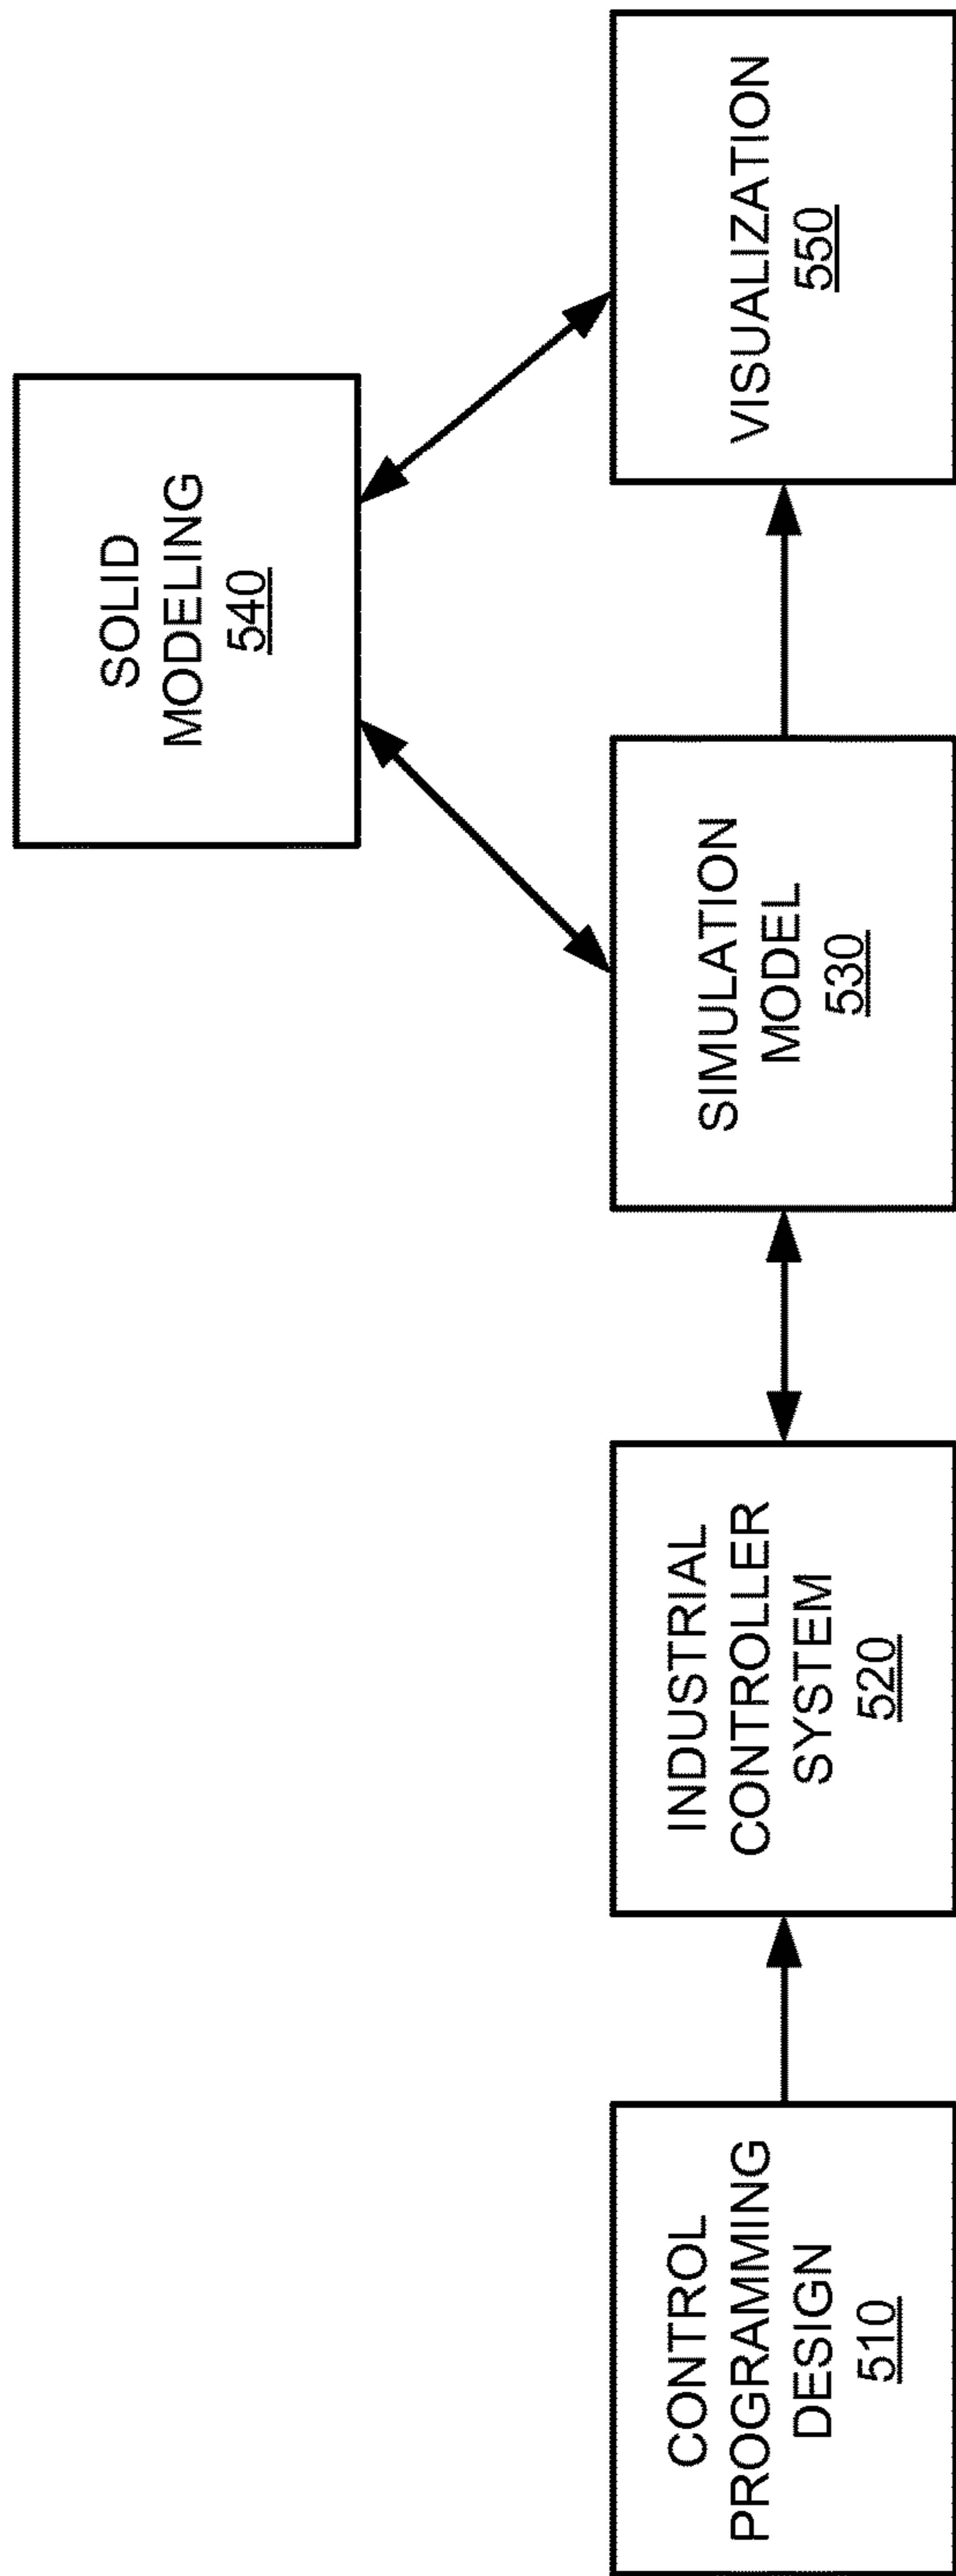 SOLID
MODELING
540
CONTROL
PROGRAMMING
DESIGN
510
INDUSTRIAL
CONTROLLER
SYSTEM
520
SIMULATION
MODEL
530
VISUALIZATION
550